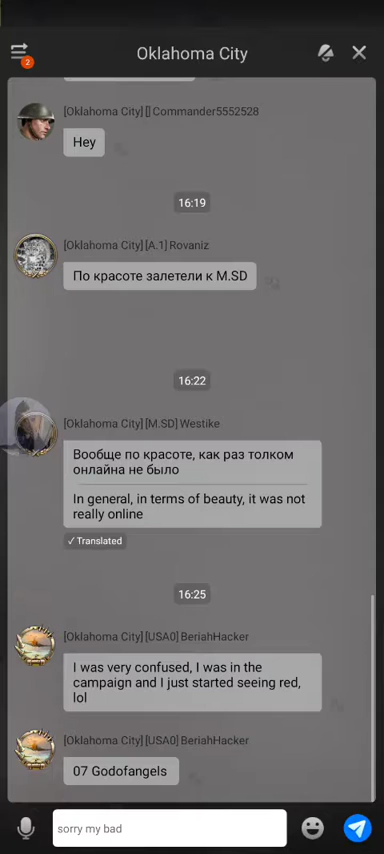 Oklahoma City
2
[Oklahoma City] [] Commander5552528
Hey
16:19
[Oklahoma City] [A.1] Rovaniz
По красоте залетели к M.SD
16:22
[Oklahoma City] [M.SD] Westike
Вообще по красоте, как раз толком
онлайна не было
In general, in terms of beauty, it was not
really online
✓ Translated
16:25
[Oklahoma City] [USA0] BeriahHacker
I was very confused, I was in the
campaign and I just started seeing red,
lol
[Oklahoma City] [USA0] BeriahHacker
07 Godofangels
sorry my bad